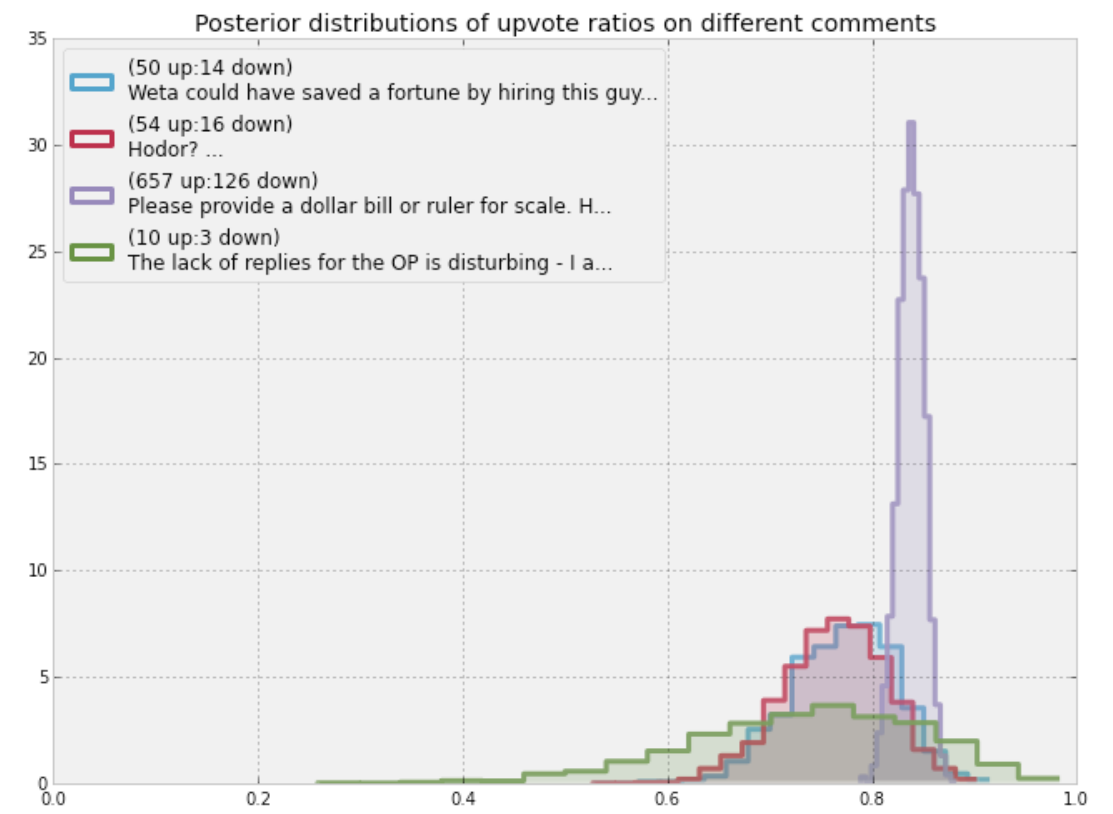 Posterior distributions of upvote ratios on different comments
35
(50 up:14 down)
Weta could have saved a fortune by hiring this guy...
(54 up:16 down)
Hodor? ...
(657 up:126 down)
Please provide a dollar bill or ruler for scale. H...
(10 up:3 down)
The lack of replies for the OP is disturbing - I a...
30
25
20
15
10
5
0
0.0 0.2 0.4 0.6 0.8 1.0